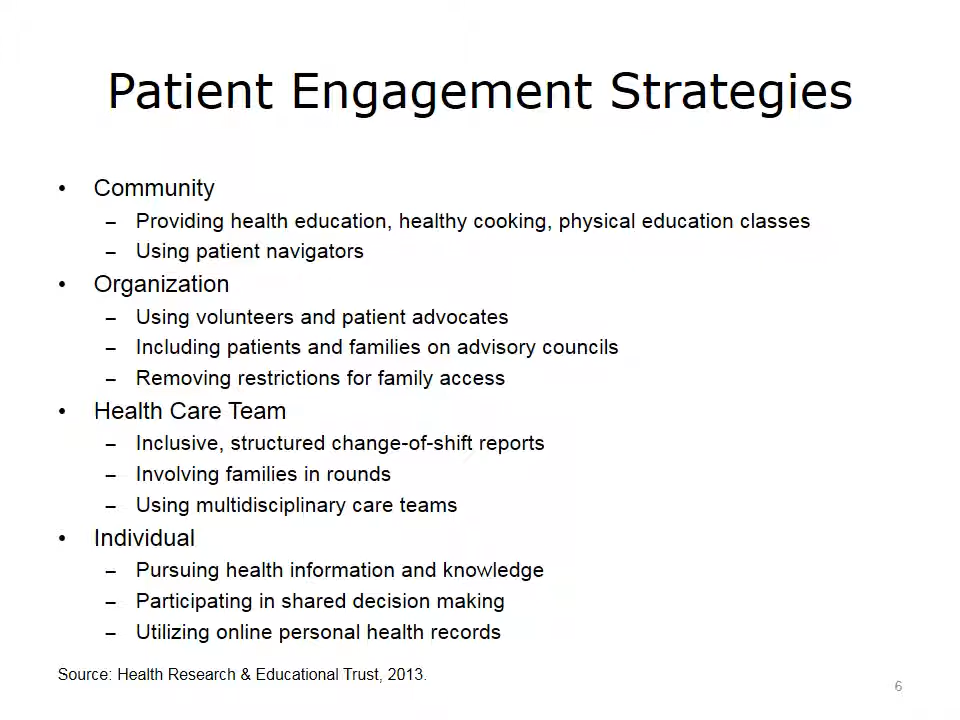 Patient Engagement Strategies
• Community
– Providing health education, healthy cooking, physical education classes
– Using patient navigators
• Organization
– Using volunteers and patient advocates
– Including patients and families on advisory councils
– Removing restrictions for family access
• Health Care Team
– Inclusive, structured change-of-shift reports
– Involving families in rounds
– Using multidisciplinary care teams
• Individual
– Pursuing health information and knowledge
– Participating in shared decision making
– Utilizing online personal health records
Source: Health Research & Educational Trust, 2013.
6